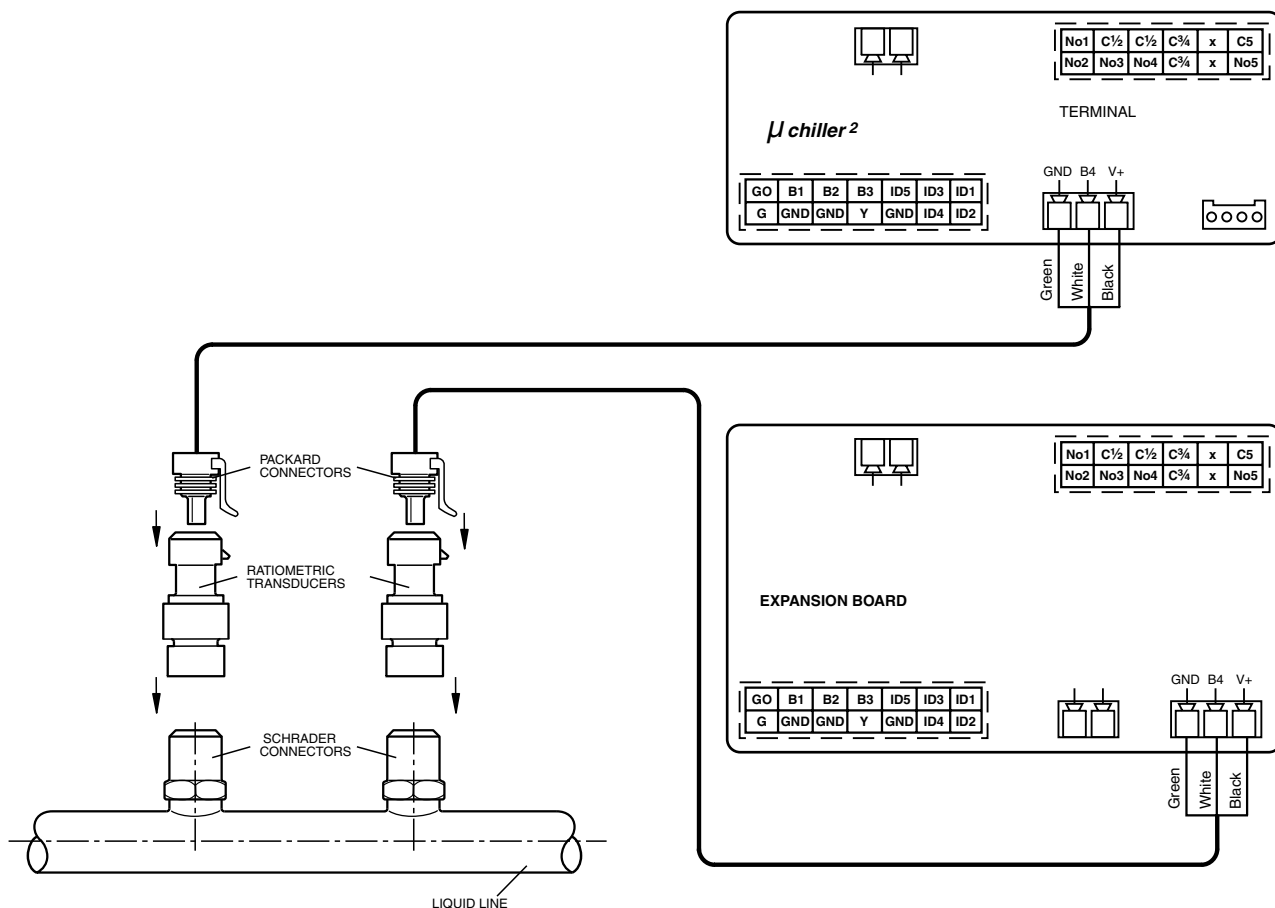 No1 C½ C½ C¾ x C5
No2 No3 No4 C¾ x No5
TERMINAL
μ chiller ²
GND B4 V+
GO B1 B2 B3 ID5 ID3 ID1
G GND GND Y GND ID4 ID2
Green
White
Black
PACKARD
CONNECTORS
RATIOMETRIC
TRANSDUCERS
SCHRADER
CONNECTORS
LIQUID LINE
No1 C½ C½ C¾ x C5
No2 No3 No4 C¾ x No5
EXPANSION BOARD
GND B4 V+
GO B1 B2 B3 ID5 ID3 ID1
G GND GND Y GND ID4 ID2
Green
White
Black